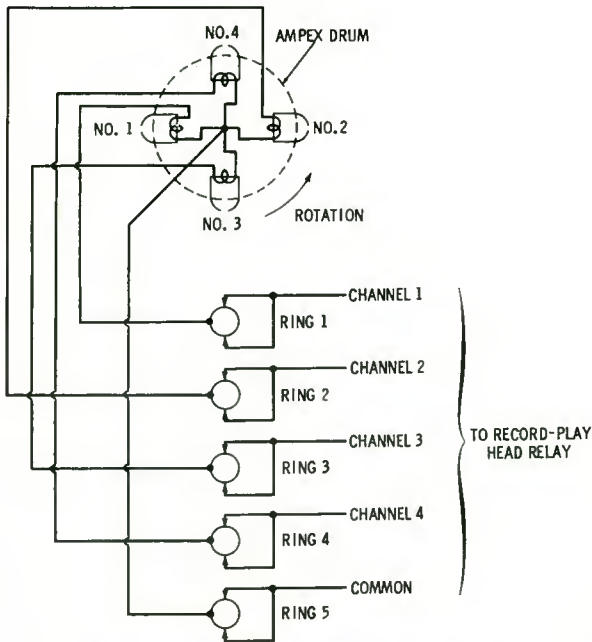 NO. 4
AMPEX DRUM
NO. 1
NO. 2
NO. 3
ROTATION
CHANNEL 1
RING 1
CHANNEL 2
RING 2
CHANNEL 3
RING 3
CHANNEL 4
RING 4
COMMON
RING 5
TO RECORD-PLAY
HEAD RELAY